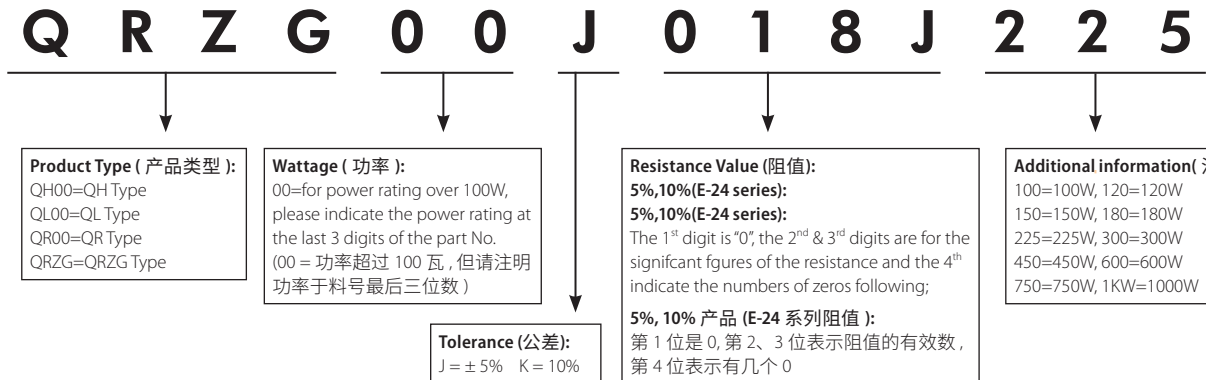 Q R Z G 0 0 J 0 1 8 J 2 2 5
Product Type ( 产品类型 ):
QH00=QH Type
QL00=QL Type
QR00=QR Type
QRZG=QRZG Type
Wattage ( 功率 ):
00=for power rating over 100W,
please indicate the power rating at
the last 3 digits of the part No.
(00 = 功率超过 100 瓦 , 但请注明
功率于料号最后三位数 )
Tolerance (公差):
J = ± 5% K = 10%
Resistance Value (阻值):
5%,10%(E-24 series):
5%,10%(E-24 series):
The 1st digit is "0", the 2nd & 3rd digits are for the
signifcant fgures of the resistance and the 4th
indicate the numbers of zeros following;
5%, 10% 产品 (E-24 系列阻值 ):
第 1 位是 0, 第 2、3 位表示阻值的有效数 ,
第 4 位表示有几个 0
Additional information(
100=100W, 120=120W
150=150W, 180=180W
225=225W, 300=300W
450=450W, 600=600W
750=750W, 1KW=1000W